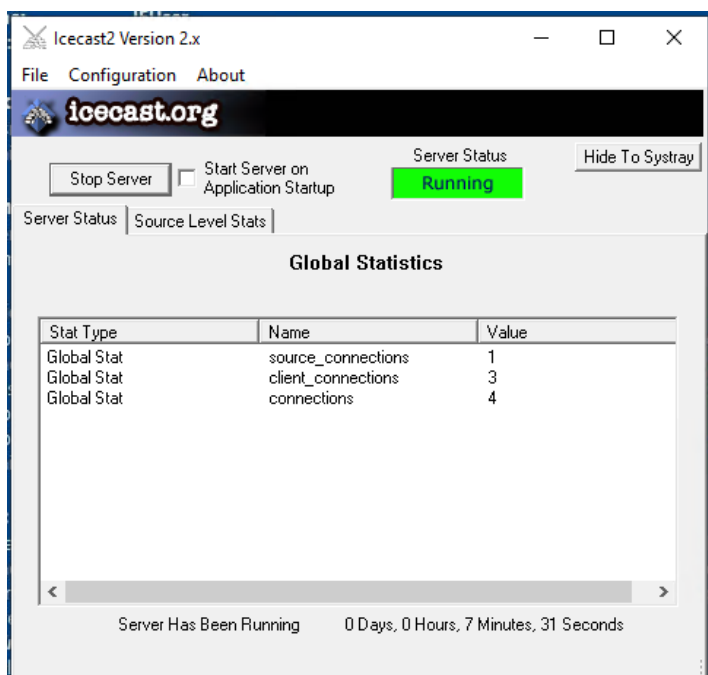 Icecast2 Version 2.x
File Configuration About
icecast.org
Stop Server
Start Server on
Application Startup
Server Status
Running
Hide To Systray
Server Status Source Level Stats
Global Statistics
Stat Type Name Value
Global Stat source_connections 1
Global Stat client_connections 3
Global Stat connections 4
Server Has Been Running 0 Days, 0 Hours, 7 Minutes, 31 Seconds